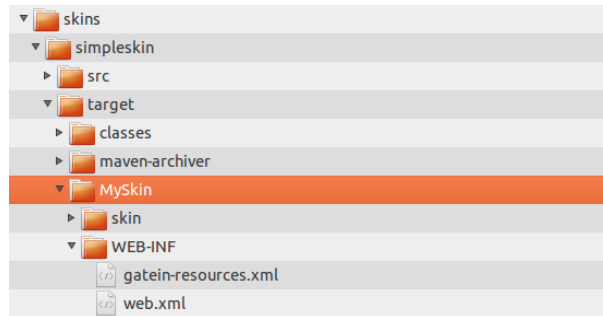 skins
simpleskin
src
target
classes
maven-archiver
MySkin
skin
WEB-INF
gatein-resources.xml
web.xml